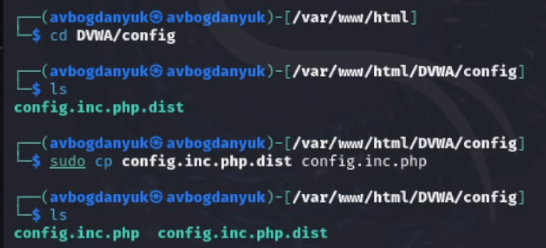 ┌──(avbogdanyuk㉿avbogdanyuk)-[/var/www/html]
└─$ cd DVWA/config
┌──(avbogdanyuk㉿avbogdanyuk)-[/var/www/html/DVWA/config]
└─$ ls
config.inc.php.dist
┌──(avbogdanyuk㉿avbogdanyuk)-[/var/www/html/DVWA/config]
└─$ sudo cp config.inc.php.dist config.inc.php
┌──(avbogdanyuk㉿avbogdanyuk)-[/var/www/html/DVWA/config]
└─$ ls
config.inc.php  config.inc.php.dist